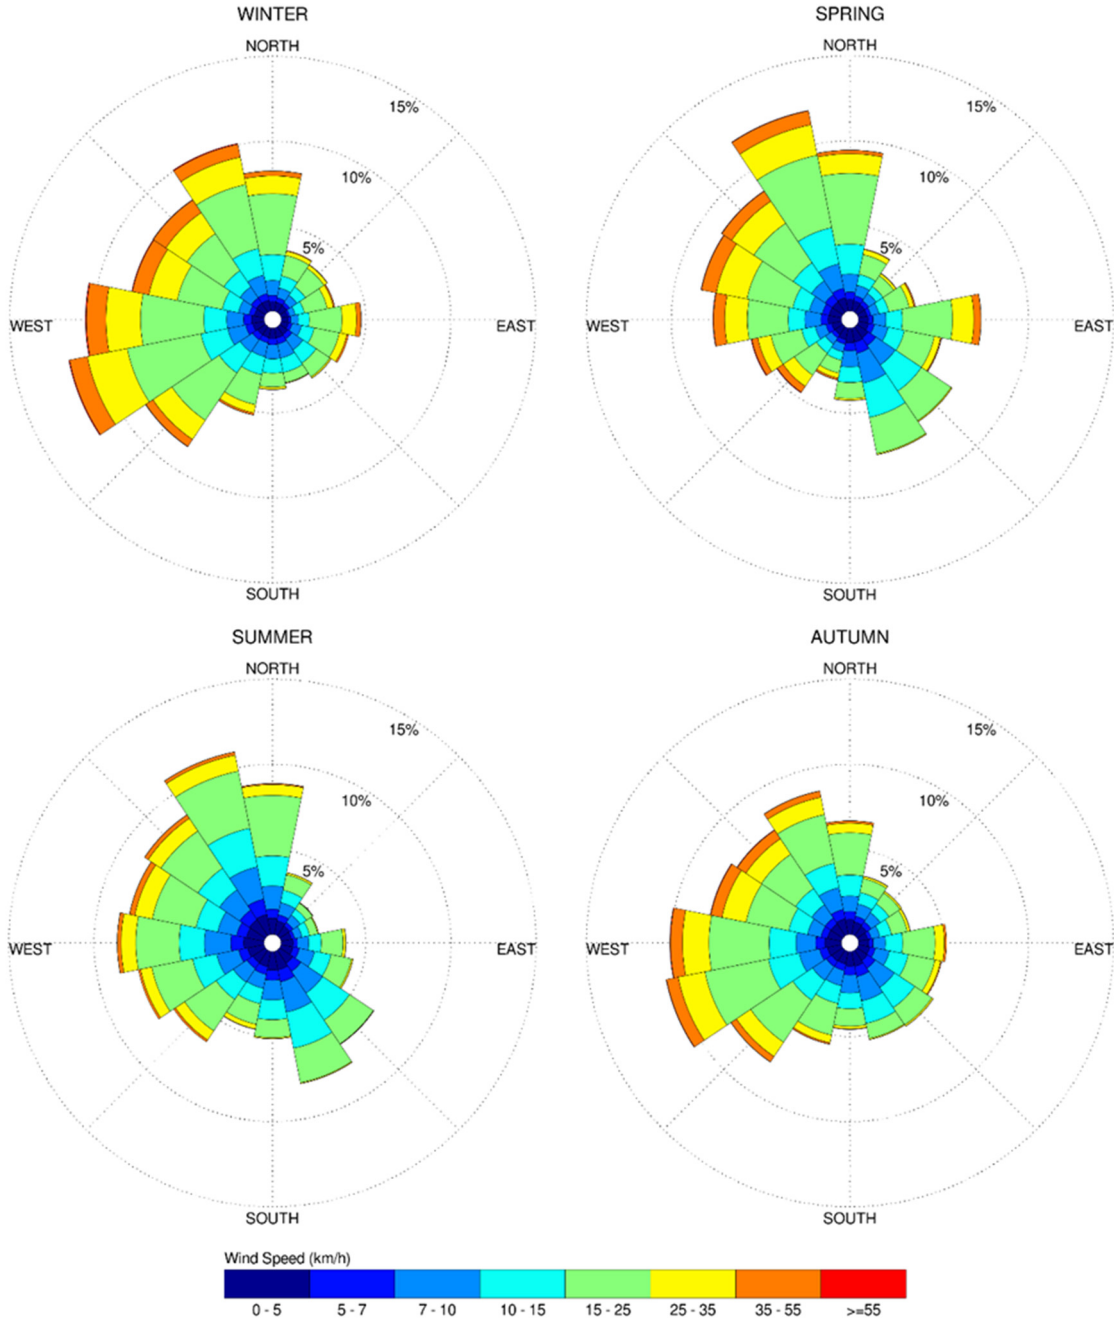 WINTER
NORTH
15%
10%
5%
WEST
EAST
SOUTH
SPRING
NORTH
15%
10%
5%
WEST
EAST
SOUTH
SUMMER
NORTH
15%
10%
5%
WEST
EAST
SOUTH
AUTUMN
NORTH
15%
10%
5%
WEST
EAST
SOUTH
Wind Speed (km/h)
0 - 5 5 - 7 7 - 10 10 - 15 15 - 25 25 - 35 35 - 55 >=55